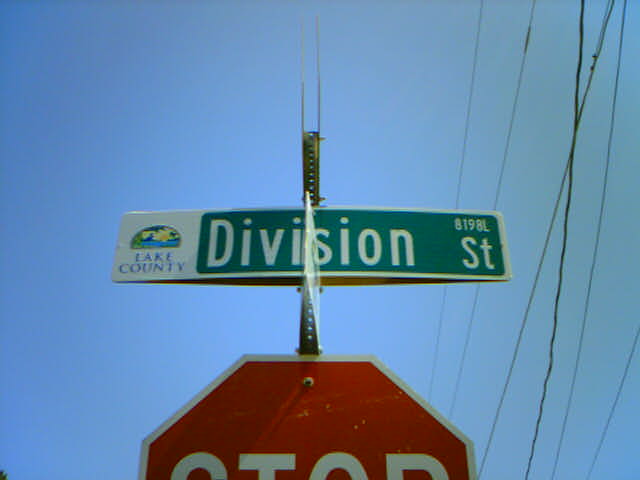 LAKE
COUNTY
Division St
8198L
STOP